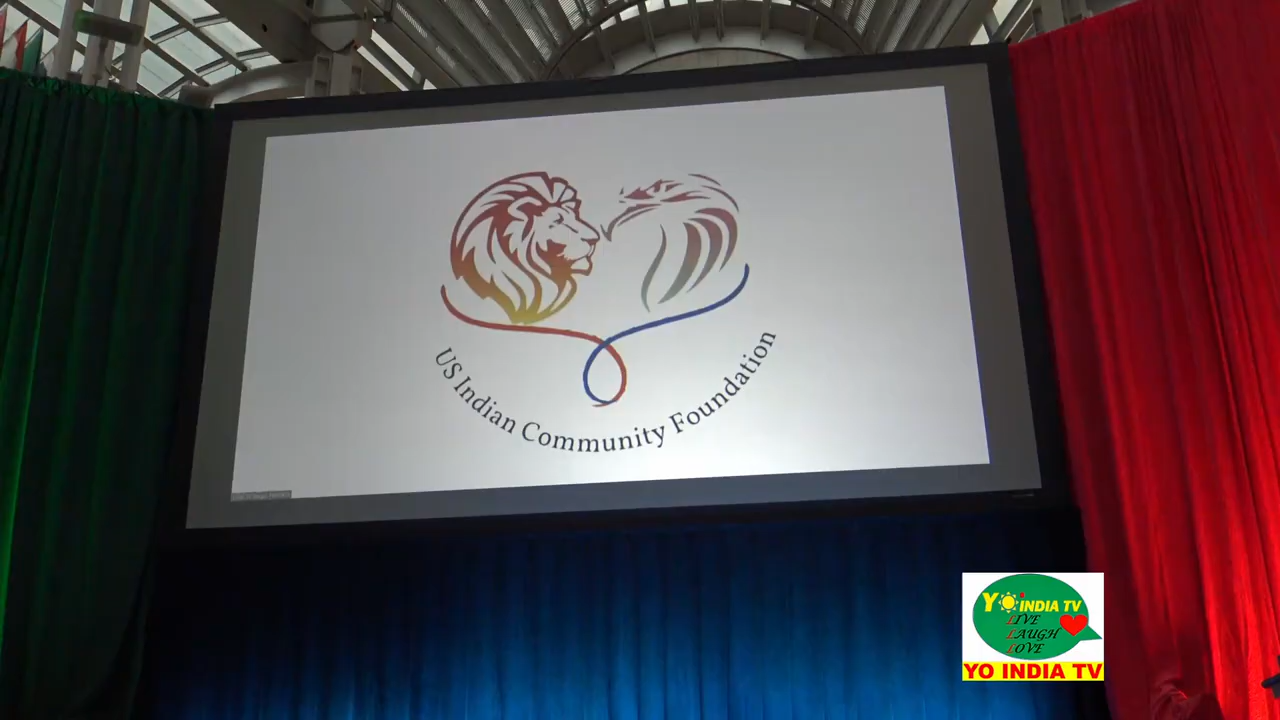 US Indian Community Foundation
YO INDIA TV
LIVE
LAUGH
LOVE
YO INDIA TV